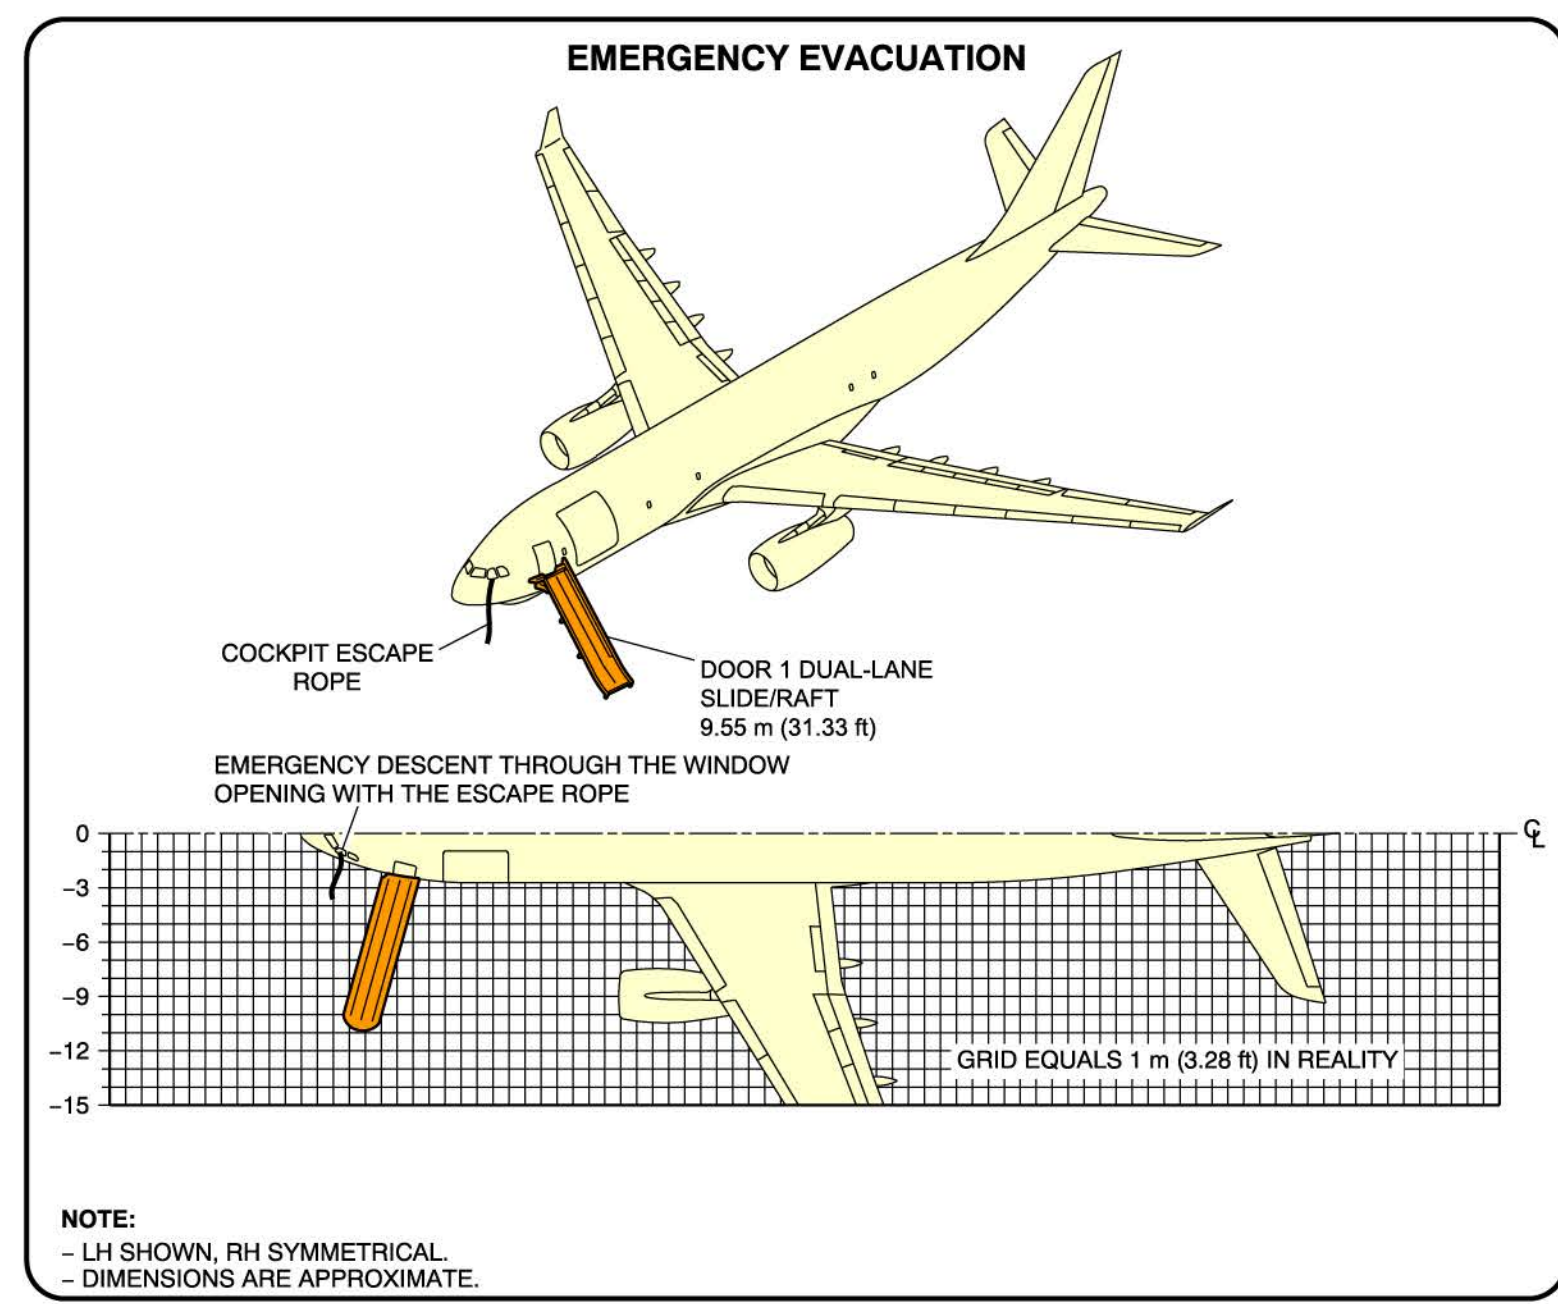 EMERGENCY EVACUATION
COCKPIT ESCAPE
ROPE
DOOR 1 DUAL-LANE
SLIDE/RAFT
9.55 m (31.33 ft)
EMERGENCY DESCENT THROUGH THE WINDOW
OPENING WITH THE ESCAPE ROPE
0
℄
−3
−6
−9
−12
−15
GRID EQUALS 1 m (3.28 ft) IN REALITY
NOTE:
– LH SHOWN, RH SYMMETRICAL.
– DIMENSIONS ARE APPROXIMATE.